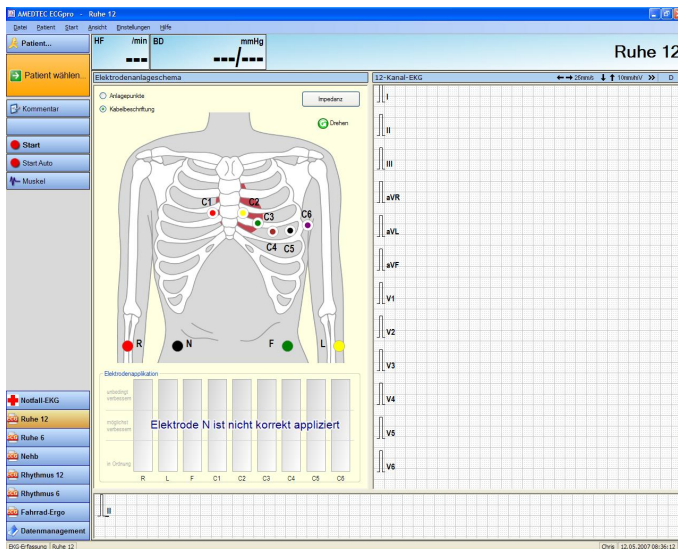 AMEDTEC ECGpro - Ruhe 12
Datei Patient Start Ansicht Einstellungen Hilfe
Patient...
HF /min BD mmHg
--- ---/---
Ruhe 12
Patient wählen...
Elektrodenanlageschema
12-Kanal-EKG
25mm/s 10mm/mV D
Anlagepunkte
Kabelbeschriftung
Impedanz
Drehen
Kommentar
Start
Start Auto
Muskel
C1 C2 C3 C6
C4 C5
R N F L
I
II
III
aVR
aVL
aVF
V1
V2
V3
V4
V5
V6
Elektrodenapplikation
unbedingt
verbessern
möglichst
verbessern
Elektrode N ist nicht korrekt appliziert
in Ordnung
R L F C1 C2 C3 C4 C5 C6
Notfall-EKG
Ruhe 12
Ruhe 6
Nehb
Rhythmus 12
Rhythmus 6
Fahrrad-Ergo
Datenmanagement
II
EKG-Erfassung Ruhe 12
Chris 12.05.2007 08:36:12